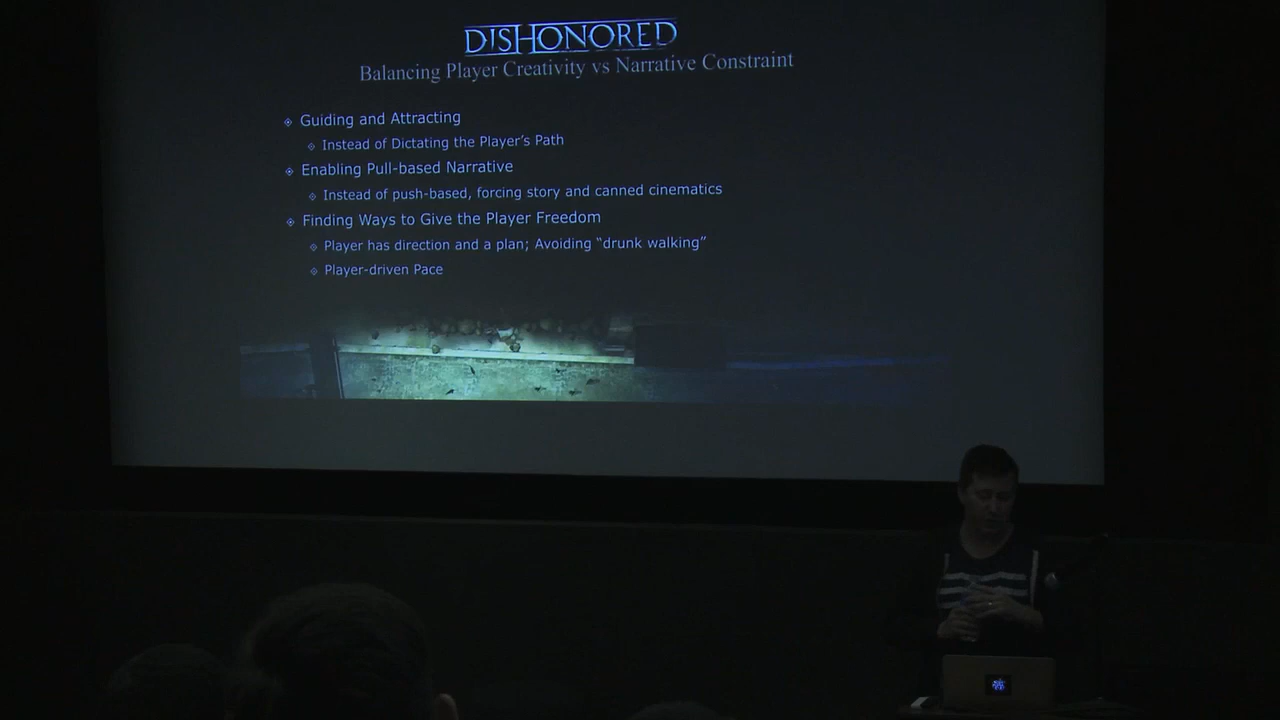 DISHONORED
Balancing Player Creativity vs Narrative Constraint
Guiding and Attracting
Instead of Dictating the Player's Path
Enabling Pull-based Narrative
Instead of push-based, forcing story and canned cinematics
Finding Ways to Give the Player Freedom
Player has direction and a plan; Avoiding “drunk walking”
Player-driven Pace